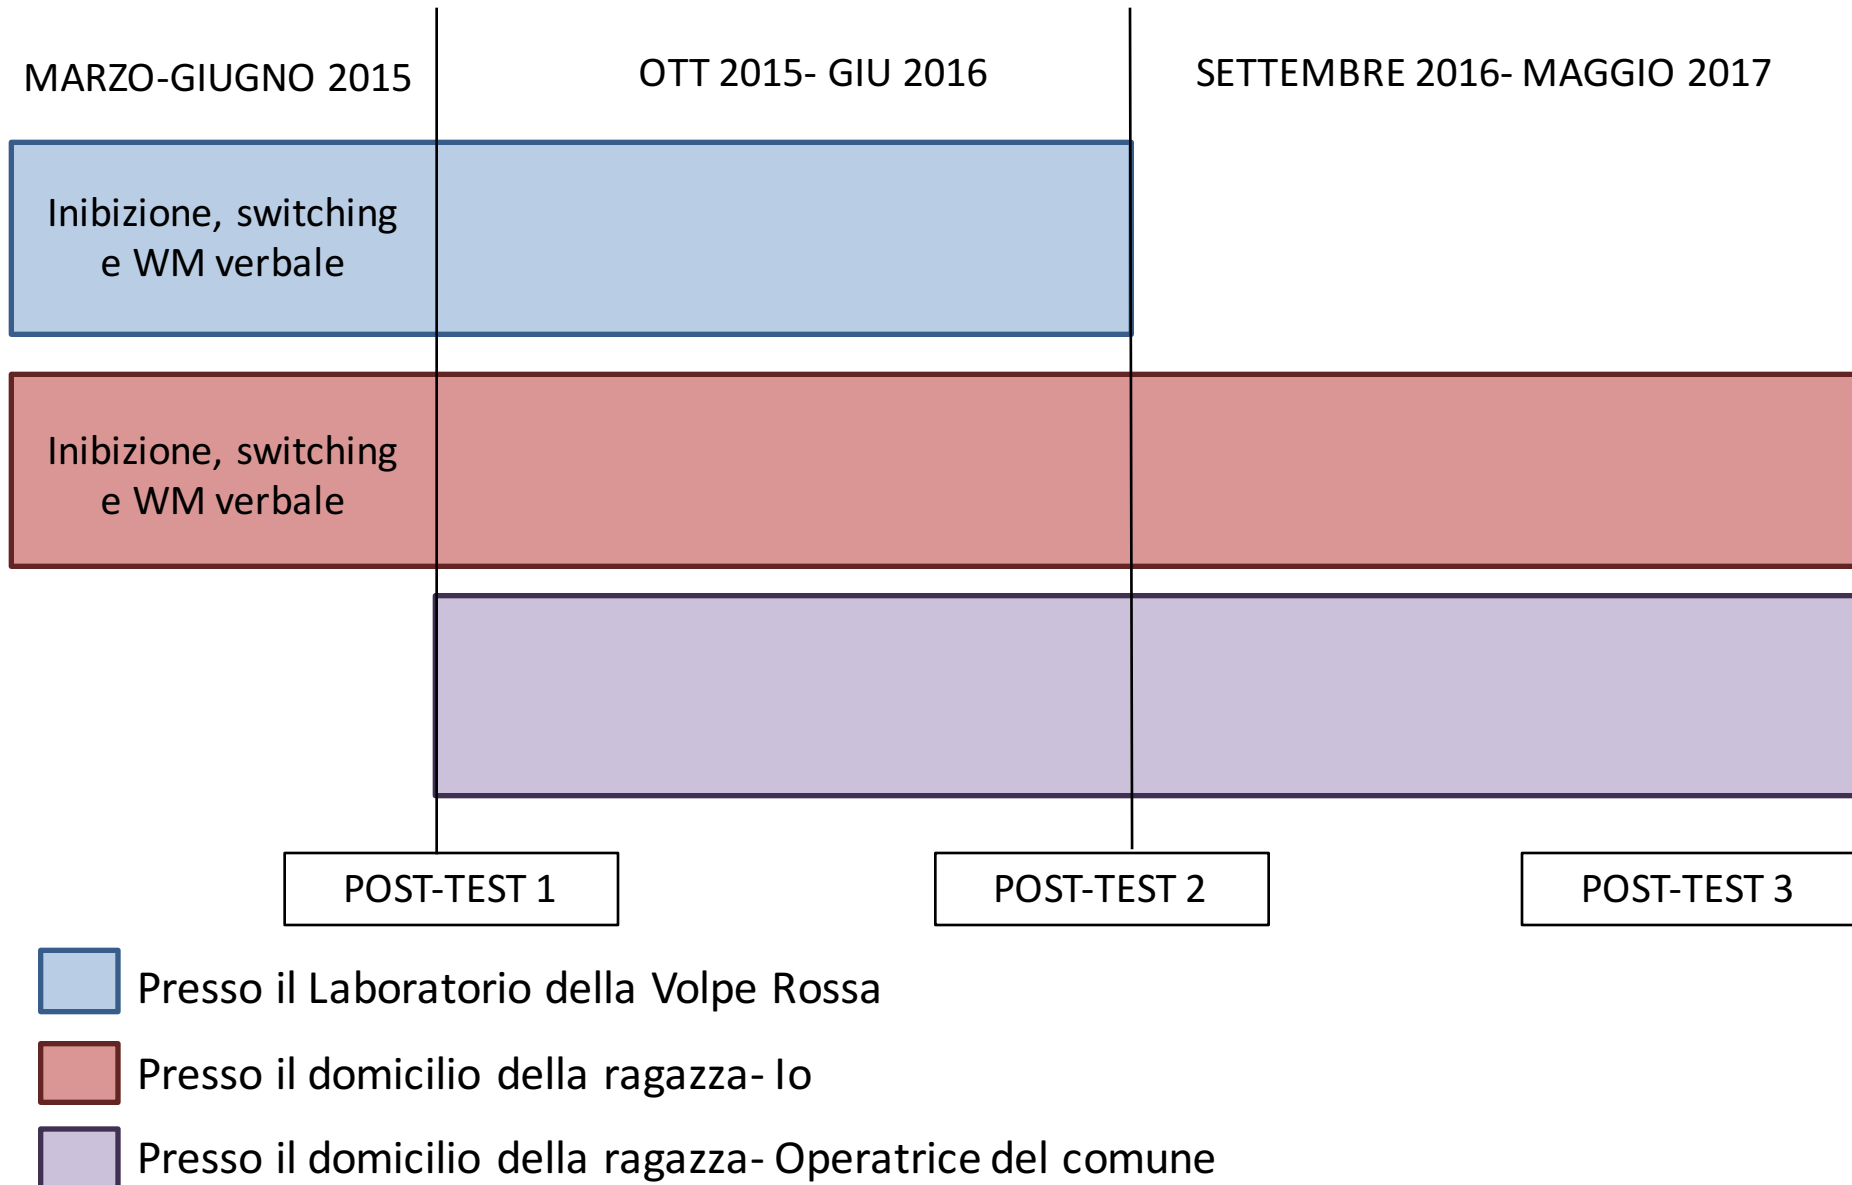 MARZO-GIUGNO 2015
OTT 2015- GIU 2016
SETTEMBRE 2016- MAGGIO 2017
Inibizione, switching
e WM verbale
Inibizione, switching
e WM verbale
POST-TEST 1
POST-TEST 2
POST-TEST 3
Presso il Laboratorio della Volpe Rossa
Presso il domicilio della ragazza- Io
Presso il domicilio della ragazza- Operatrice del comune